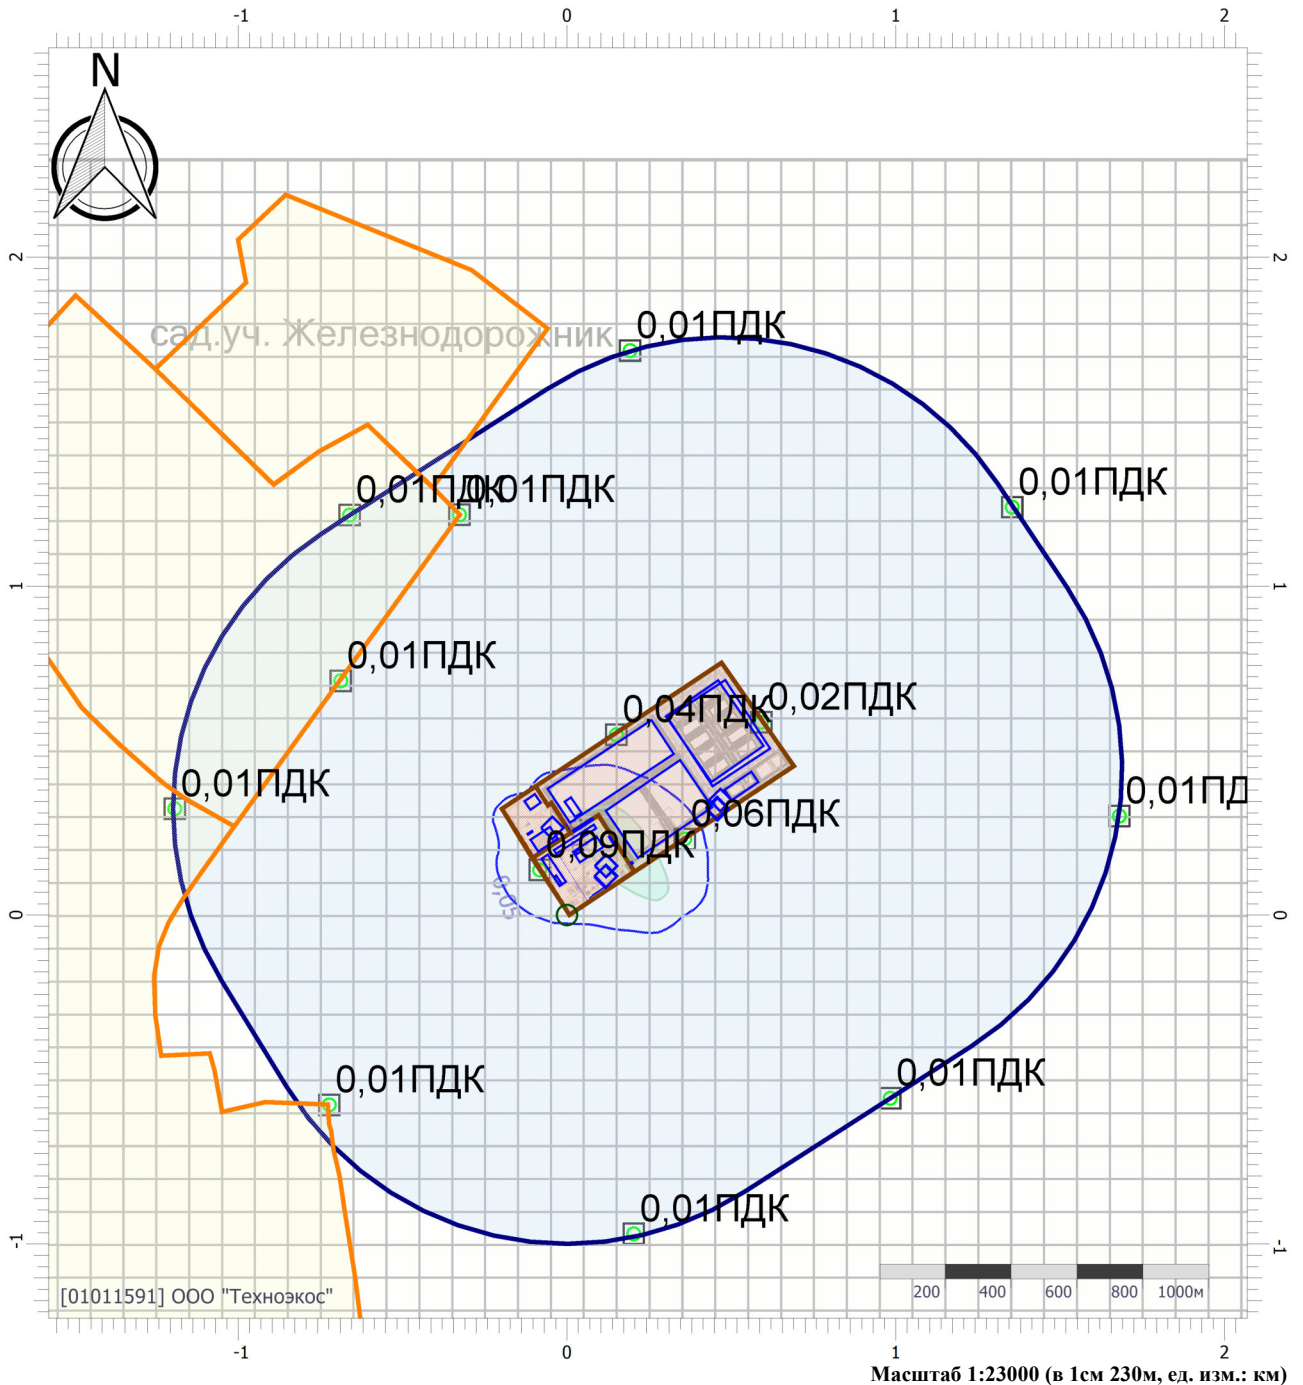 -1 0 1 2
N
2 2
сад.уч. Железнодорожник
0,01ПДК
0,01ПДК
0,01ПДК
0,01ПДК
1 1
0,01ПДК
0,02ПДК
0,04ПДК
0,01ПДК
0,01ПД
0,06ПДК
0,09ПДК
0,05
0 0
0,01ПДК
0,01ПДК
0,01ПДК
-1 -1
200 400 600 800 1000м
[01011591] ООО "Техноэкос"
-1 0 1 2
Масштаб 1:23000 (в 1см 230м, ед. изм.: км)